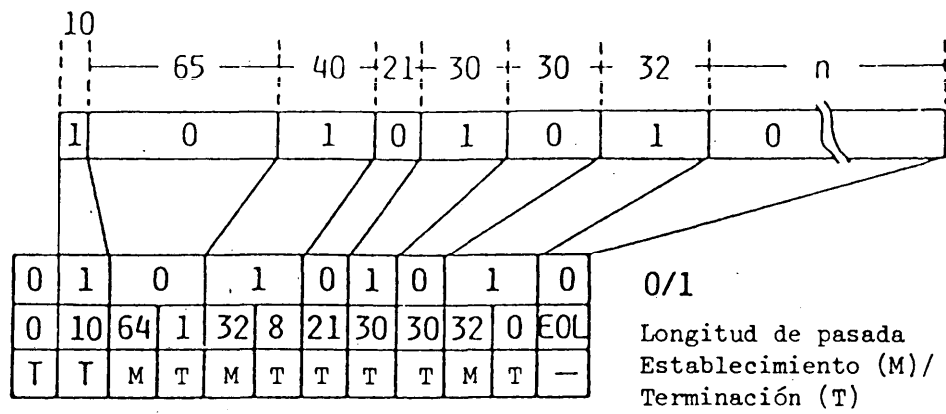 10
65 40 21 30 30 32 n
1 0 1 0 1 0 1 0
0 1 0 1 0 1 0 1 0 0/1
0 10 64 1 32 8 21 30 30 32 0 EOL Longitud de pasada
T T M T M T T T T M T — Establecimiento (M)/
Terminación (T)